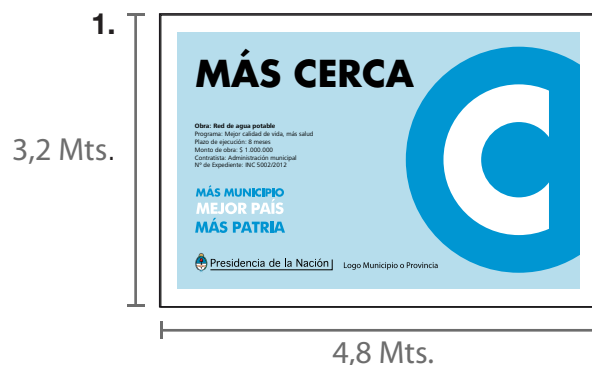 1.
3,2 Mts.
MÁS CERCA
Obra: Red de agua potable
Programa: Mejor calidad de vida, más salud
Plazo de ejecución: 8 meses
Monto de obra: $ 1.000.000
Contratista: Administración municipal
Nº de Expediente: INC 5002/2012
MÁS MUNICIPIO
MEJOR PAÍS
MÁS PATRIA
Presidencia de la Nación
Logo Municipio o Provincia
C
4,8 Mts.